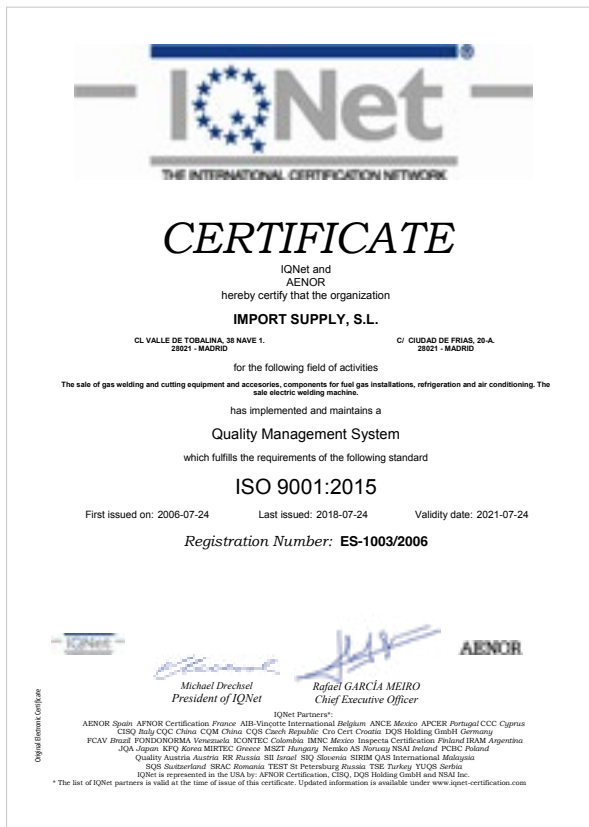 IQNet®
THE INTERNATIONAL CERTIFICATION NETWORK
CERTIFICATE
IQNet and
AENOR
hereby certify that the organization
IMPORT SUPPLY, S.L.
CL VALLE DE TOBALINA, 38 NAVE 1.
28021 - MADRID
C/ CIUDAD DE FRIAS, 20-A.
28021 - MADRID
for the following field of activities
The sale of gas welding and cutting equipment and accesories, components for fuel gas installations, refrigeration and air conditioning. The
sale electric welding machine.
has implemented and maintains a
Quality Management System
which fulfills the requirements of the following standard
ISO 9001:2015
First issued on: 2006-07-24 Last issued: 2018-07-24 Validity date: 2021-07-24
Registration Number: ES-1003/2006
IQNet
AENOR
Michael Drechsel
President of IQNet
Rafael GARCÍA MEIRO
Chief Executive Officer
Original Electronic Certificate
IQNet Partners*:
AENOR Spain AFNOR Certification France AIB-Vinçotte International Belgium ANCE Mexico APCER Portugal CCC Cyprus
CISQ Italy CQC China CQM China CQS Czech Republic Cro Cert Croatia DQS Holding GmbH Germany
FCAV Brazil FONDONORMA Venezuela ICONTEC Colombia IMNC Mexico Inspecta Certification Finland IRAM Argentina
JQA Japan KFQ Korea MIRTEC Greece MSZT Hungary Nemko AS Norway NSAI Ireland PCBC Poland
Quality Austria Austria RR Russia SII Israel SIQ Slovenia SIRIM QAS International Malaysia
SQS Switzerland SRAC Romania TEST St Petersburg Russia TSE Turkey YUQS Serbia
IQNet is represented in the USA by: AFNOR Certification, CISQ, DQS Holding GmbH and NSAI Inc.
* The list of IQNet partners is valid at the time of issue of this certificate. Updated information is available under www.iqnet-certification.com